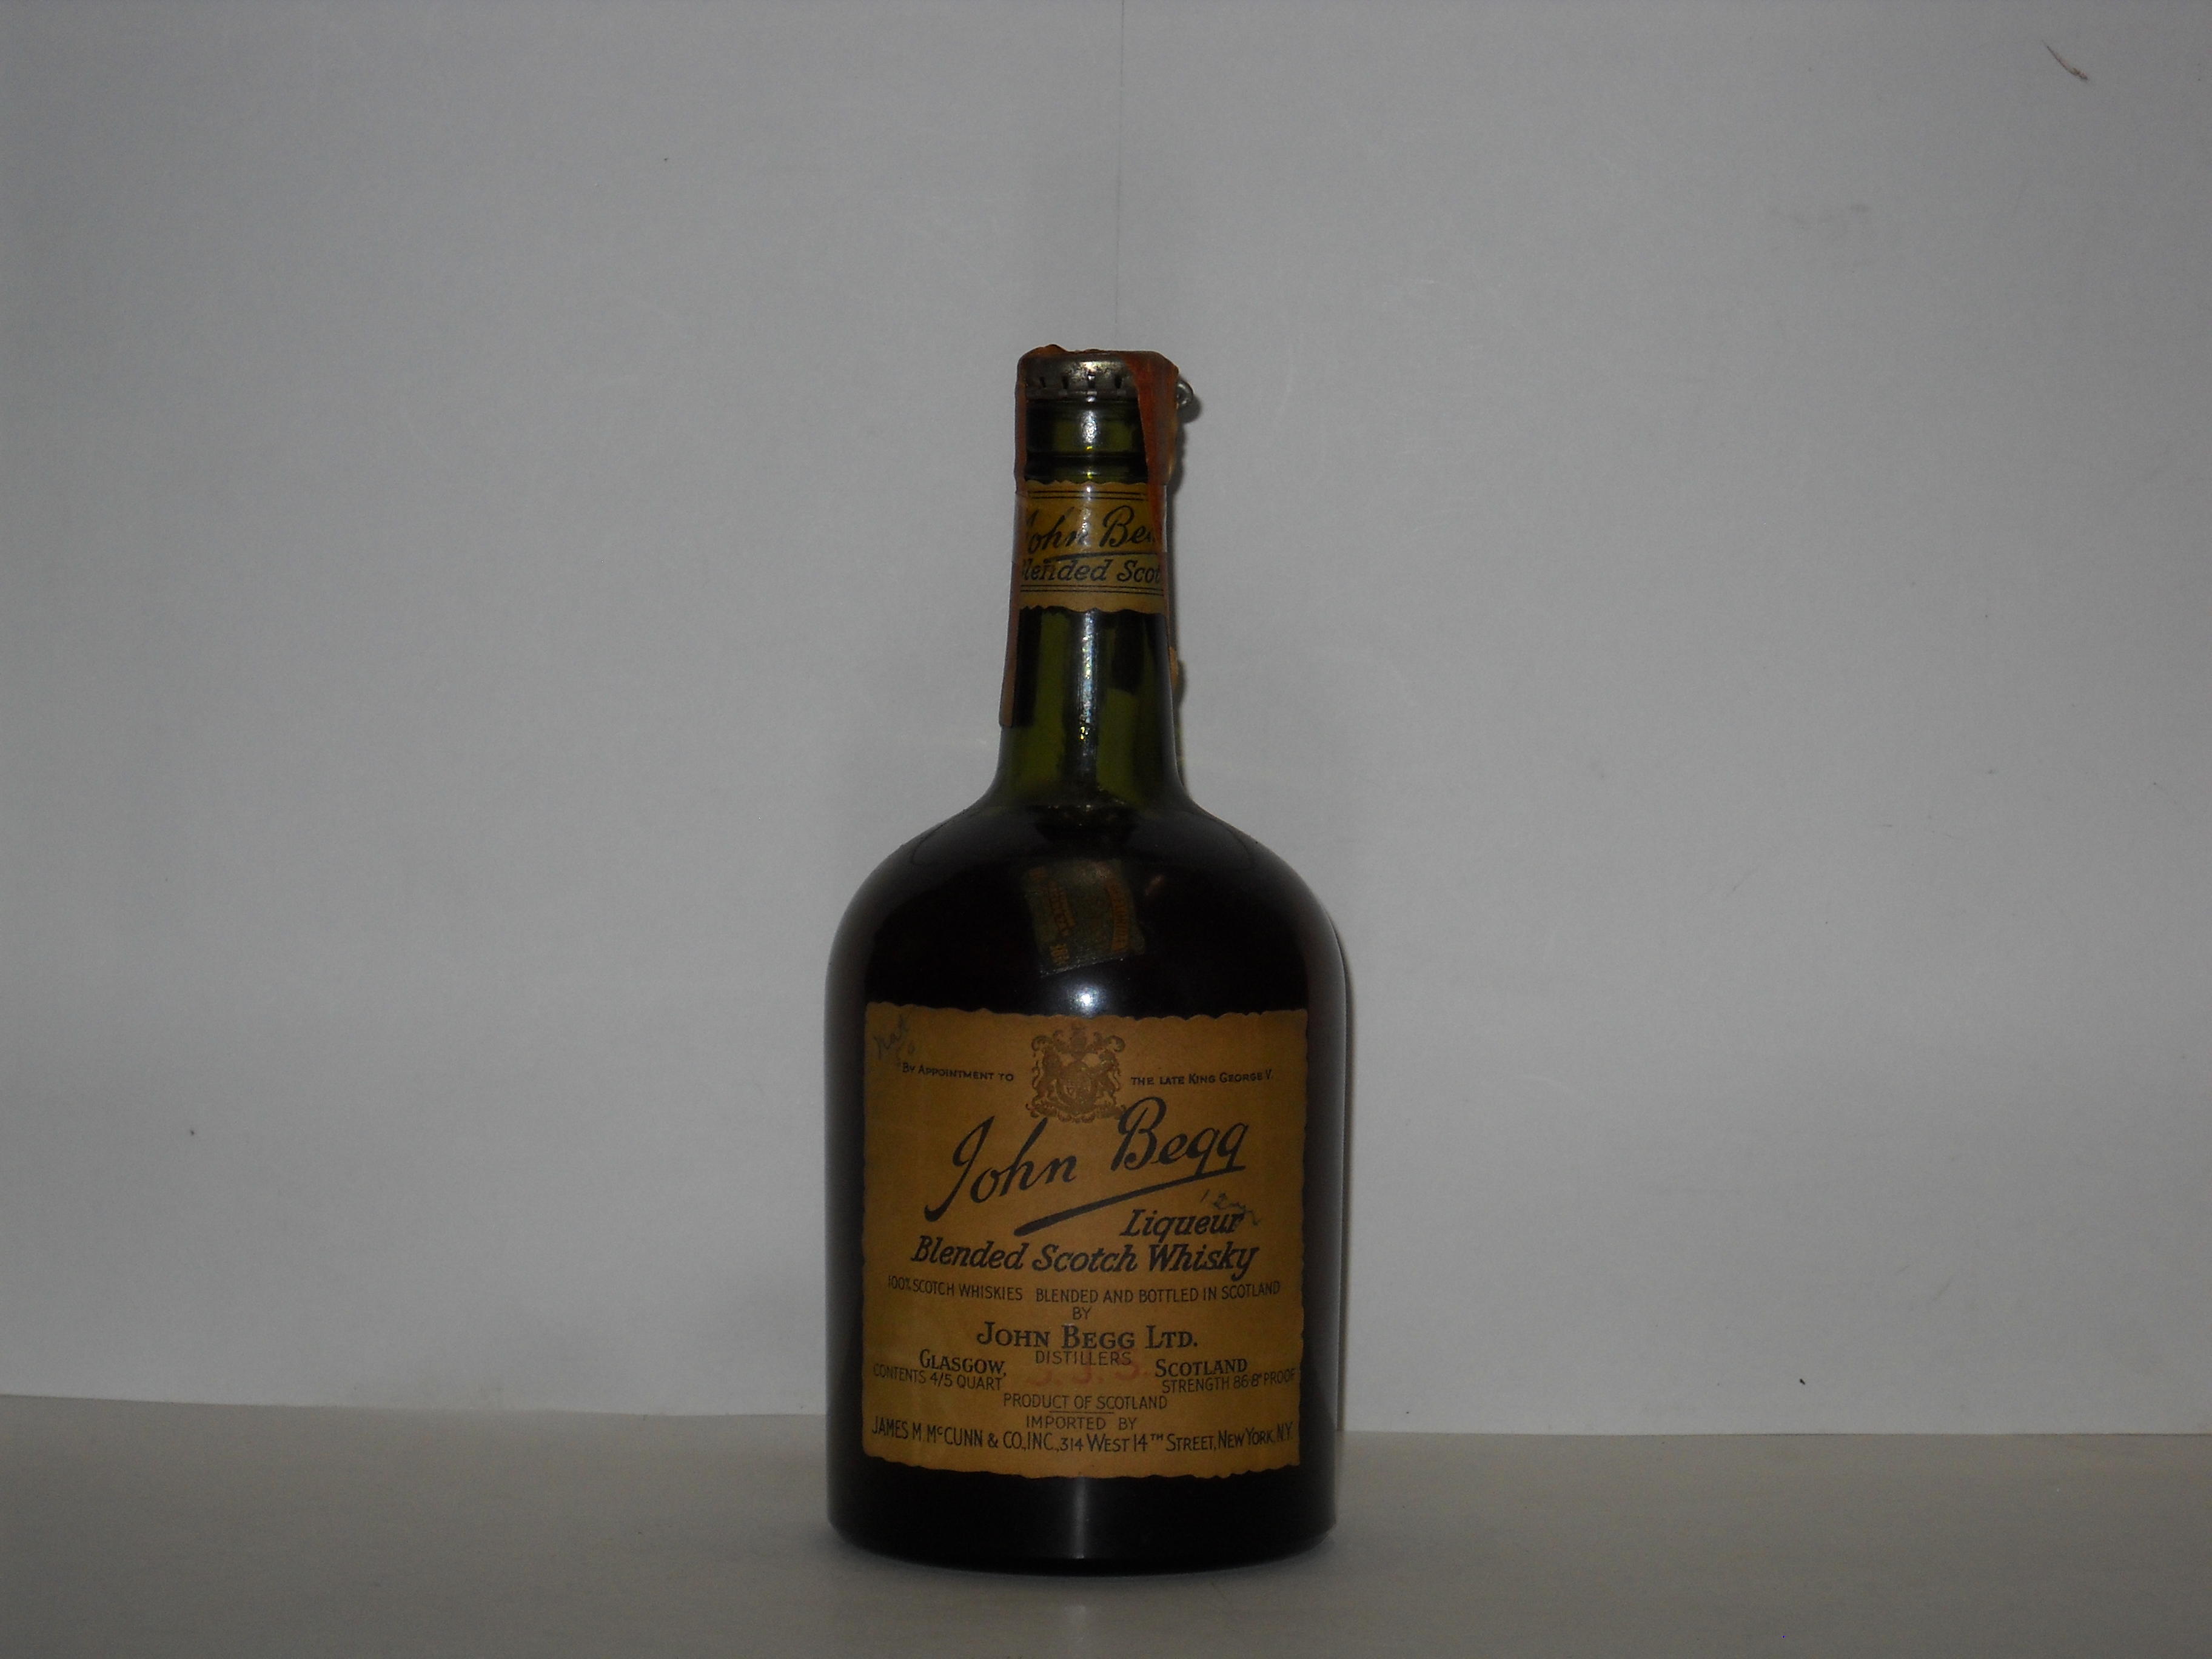 John Be
lended Scot
By Appointment to The late King George V.
John Begg
Liqueur
Blended Scotch Whisky
100% SCOTCH WHISKIES BLENDED AND BOTTLED IN SCOTLAND
BY
JOHN BEGG LTD.
DISTILLERS
GLASGOW, SCOTLAND
CONTENTS 4/5 QUART STRENGTH 86·8° PROOF
PRODUCT OF SCOTLAND
IMPORTED BY
JAMES M. McCUNN & CO., INC., 314 WEST 14TH STREET, NEW YORK, N.Y.